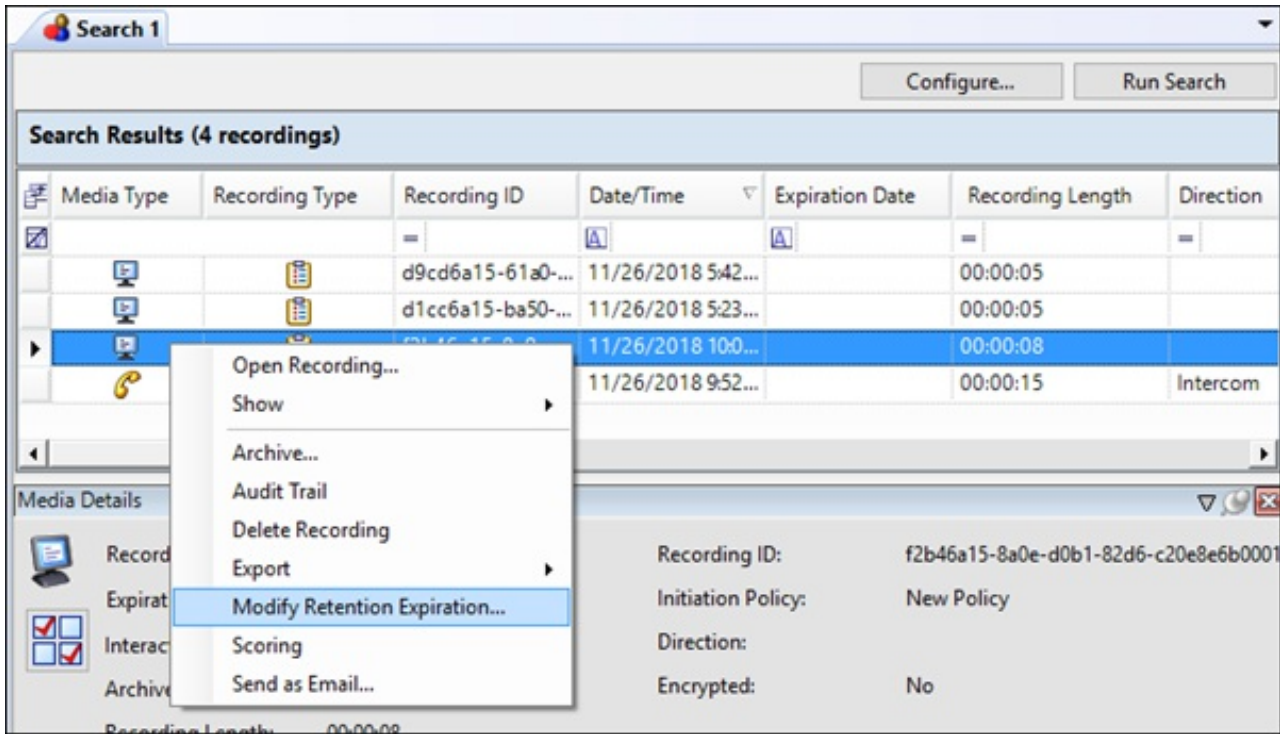 Search 1
Configure... Run Search
Search Results (4 recordings)
Media Type Recording Type Recording ID Date/Time Expiration Date Recording Length Direction
= A A = =
d9cd6a15-61a0-... 11/26/2018 5:42... 00:00:05
d1cc6a15-ba50-... 11/26/2018 5:23... 00:00:05
11/26/2018 10:0... 00:00:08
11/26/2018 9:52... 00:00:15 Intercom
Open Recording...
Show
Archive...
Audit Trail
Delete Recording
Export
Modify Retention Expiration...
Scoring
Send as Email...
Media Details
Record Recording ID: f2b46a15-8a0e-d0b1-82d6-c20e8e6b0001
Expirat Initiation Policy: New Policy
Interac Direction:
Archive Encrypted: No
Recording Length: 00:00:08